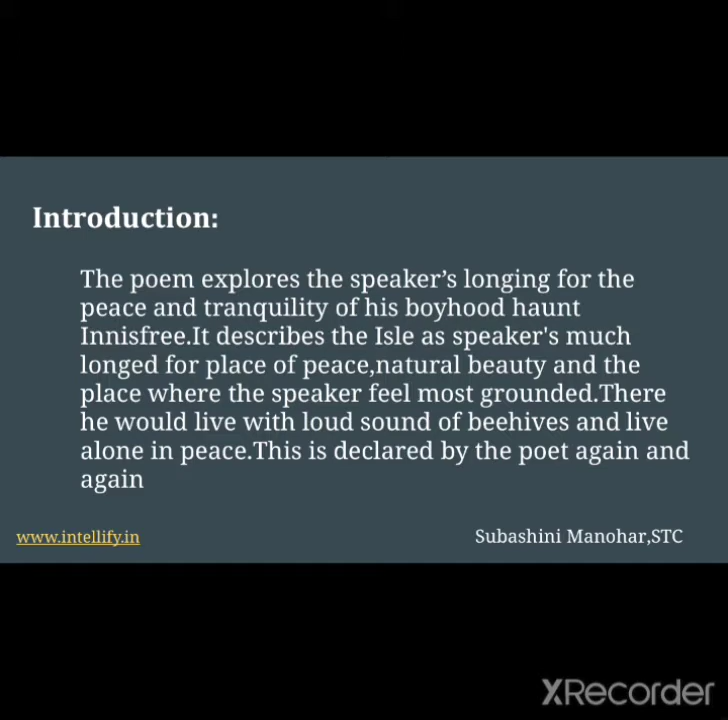 Introduction:
The poem explores the speaker's longing for the
peace and tranquility of his boyhood haunt
Innisfree.It describes the Isle as speaker's much
longed for place of peace,natural beauty and the
place where the speaker feel most grounded.There
he would live with loud sound of beehives and live
alone in peace.This is declared by the poet again and
again
www.intellify.in
Subashini Manohar,STC
XRecorder